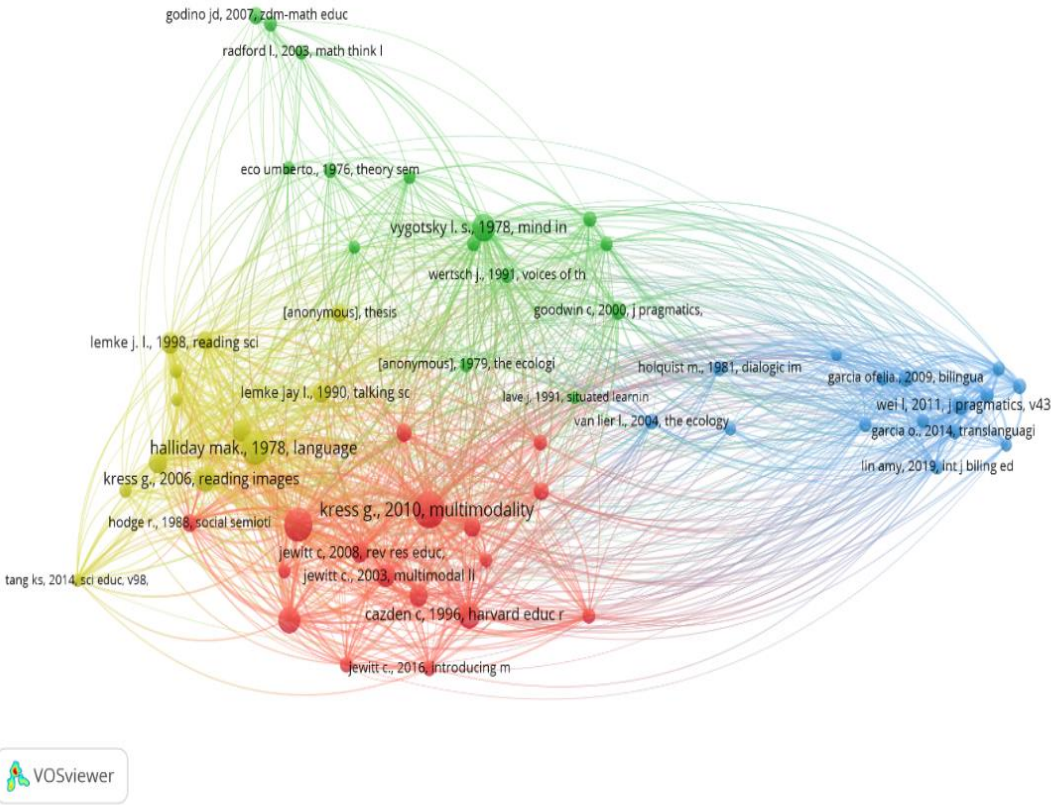 godino jd, 2007, zdm-math educ
radford l., 2003, math think l
eco umberto., 1976, theory sem
vygotsky l. s., 1978, mind in
wertsch j., 1991, voices of th
[anonymous], thesis
goodwin c, 2000, j pragmatics,
lemke j. l., 1998, reading sci
[anonymous], 1979, the ecologi
holquist m., 1981, dialogic im
garcia ofelia., 2009, bilingua
lemke jay l., 1990, talking sc
lave j, 1991, situated learnin
wei l, 2011, j pragmatics, v43
van lier l., 2004, the ecology
garcia o., 2014, translanguagi
halliday mak., 1978, language
lin amy, 2019, int j biling ed
kress g., 2006, reading images
kress g., 2010, multimodality
hodge r., 1988, social semioti
jewitt c, 2008, rev res educ,
jewitt c., 2003, multimodal li
tang ks, 2014, sci educ, v98,
cazden c, 1996, harvard educ r
jewitt c., 2016, introducing m
VOSviewer